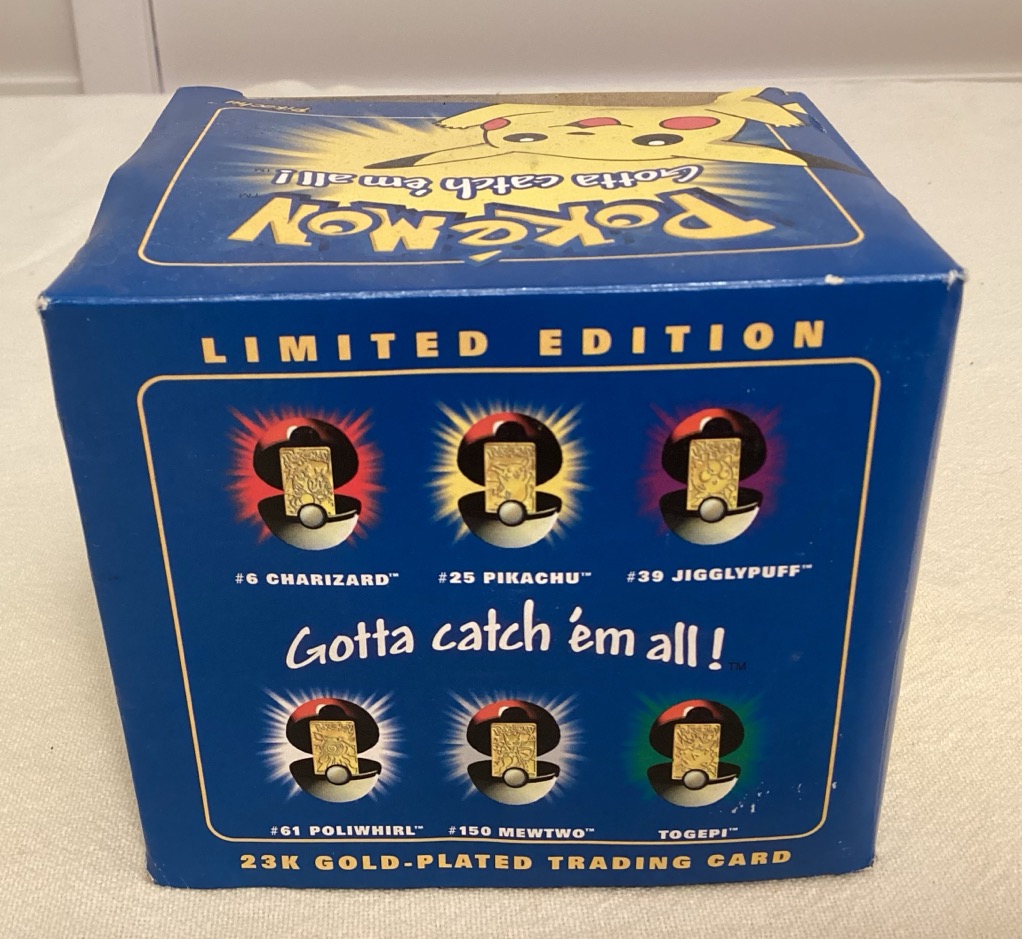 Pikachu
Gotta catch 'em all!
POKéMON™
LIMITED EDITION
#6 CHARIZARD™ #25 PIKACHU™ #39 JIGGLYPUFF™
Gotta catch 'em all!™
#61 POLIWHIRL™ #150 MEWTWO™ TOGEPI™
23K GOLD-PLATED TRADING CARD